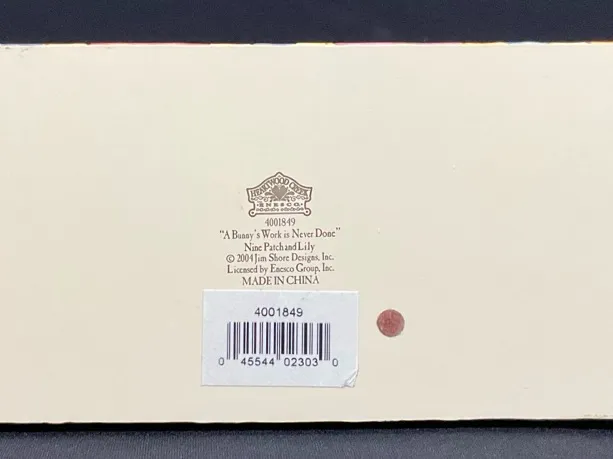 HEARTWOOD CREEK
ENESCO
4001849
"A Bunny's Work is Never Done"
Nine Patch and Lily
© 2004 Jim Shore Designs, Inc.
Licensed by Enesco Group, Inc.
MADE IN CHINA
4001849
0 45544 02303 0